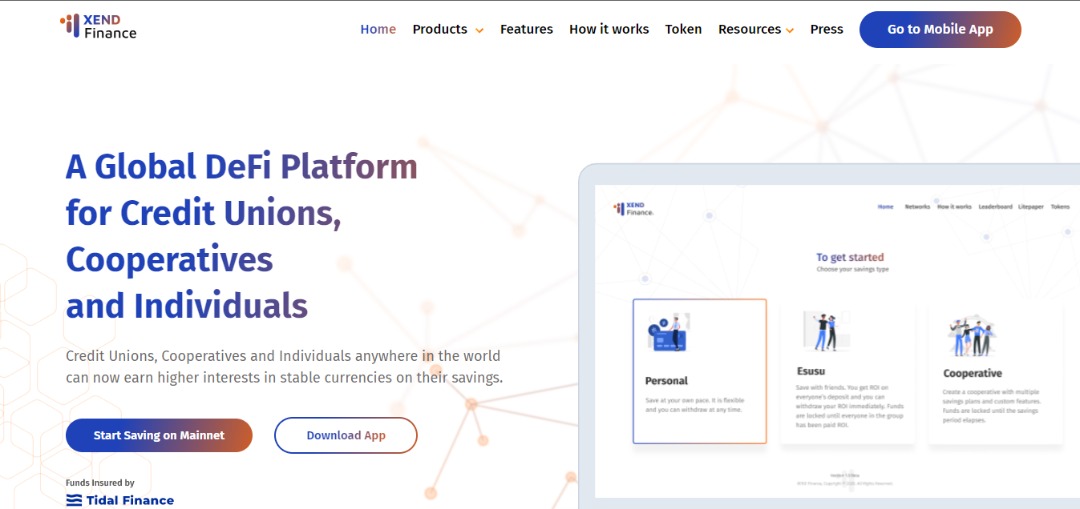 XEND
Finance
Home
Products
Features
How it works
Token
Resources
Press
Go to Mobile App
A Global DeFi Platform
for Credit Unions,
Cooperatives
and Individuals
Credit Unions, Cooperatives and Individuals anywhere in the world
can now earn higher interests in stable currencies on their savings.
Start Saving on Mainnet
Download App
Funds Insured by
Tidal Finance
XEND
Finance.
Home
Networks
How it works
Leaderboard
Litepaper
Tokens
To get started
Choose your savings type
Personal
Save at your own pace. It is flexible
and you can withdraw at any time.
Esusu
Save with friends. You get ROI on
everyone's deposit and you can
withdraw your ROI immediately. Funds
are locked until everyone in the group
has been paid ROI.
Cooperative
Create a cooperative with multiple
savings plans and custom features.
Funds are locked until the savings
period elapses.